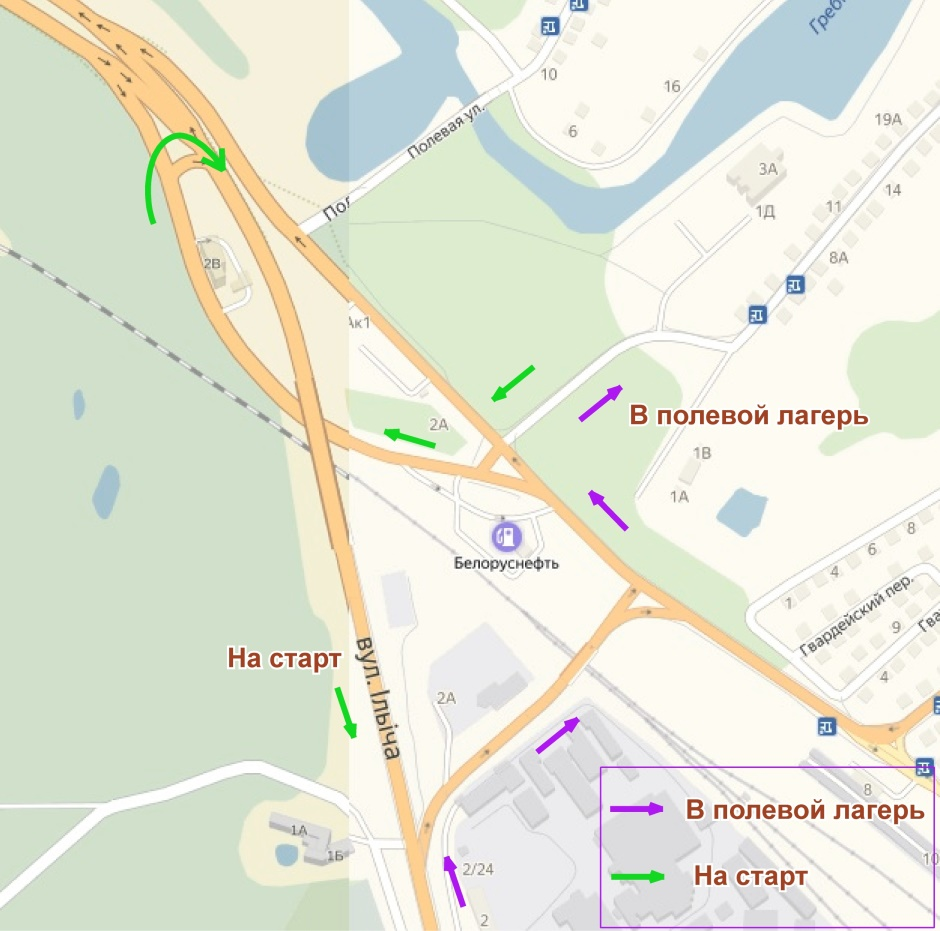 Греб
10
16
6
19А
Полевая ул.
3А
14
1Д
11
Пол
8А
2В
Ак1
В полевой лагерь
2А
1В
1А
8
6
Белоруснефть
4
Гвардейский пер.
1
9
Гва
На старт
4
вул. Ільіча
2А
8
В полевой лагерь
1А
1Б
10
2/24
На старт
2